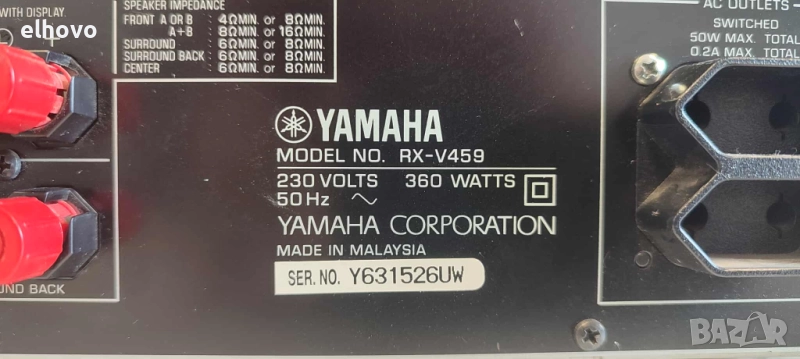 SPEAKER IMPEDANCE
FRONT A OR B : 4ΩMIN. or 8ΩMIN.
A+B : 8ΩMIN. or 16ΩMIN.
SURROUND : 6ΩMIN. or 8ΩMIN.
SURROUND BACK : 6ΩMIN. or 8ΩMIN.
CENTER : 6ΩMIN. or 8ΩMIN.
WITH DISPLAY.
elhovo
YAMAHA
MODEL NO. RX-V459
230 VOLTS 360 WATTS
50Hz
YAMAHA CORPORATION
MADE IN MALAYSIA
SER. NO. Y631526UW
AC OUTLETS
SWITCHED
50W MAX. TOTAL
0.2A MAX. TOTAL
OUND BACK
BAZAR